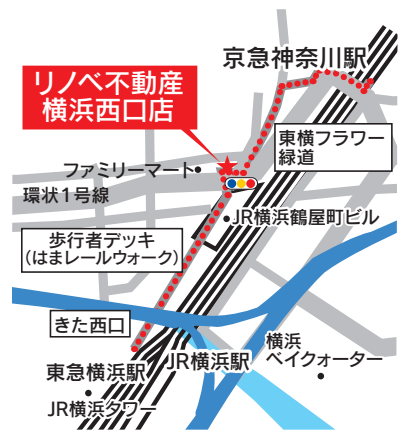 京急神奈川駅
リノベ不動産
横浜西口店
東横フラワー
緑道
ファミリーマート
環状1号線
JR横浜鶴屋町ビル
歩行者デッキ
(はまレールウォーク)
きた西口
JR横浜駅
横浜
ベイクォーター
東急横浜駅
JR横浜タワー